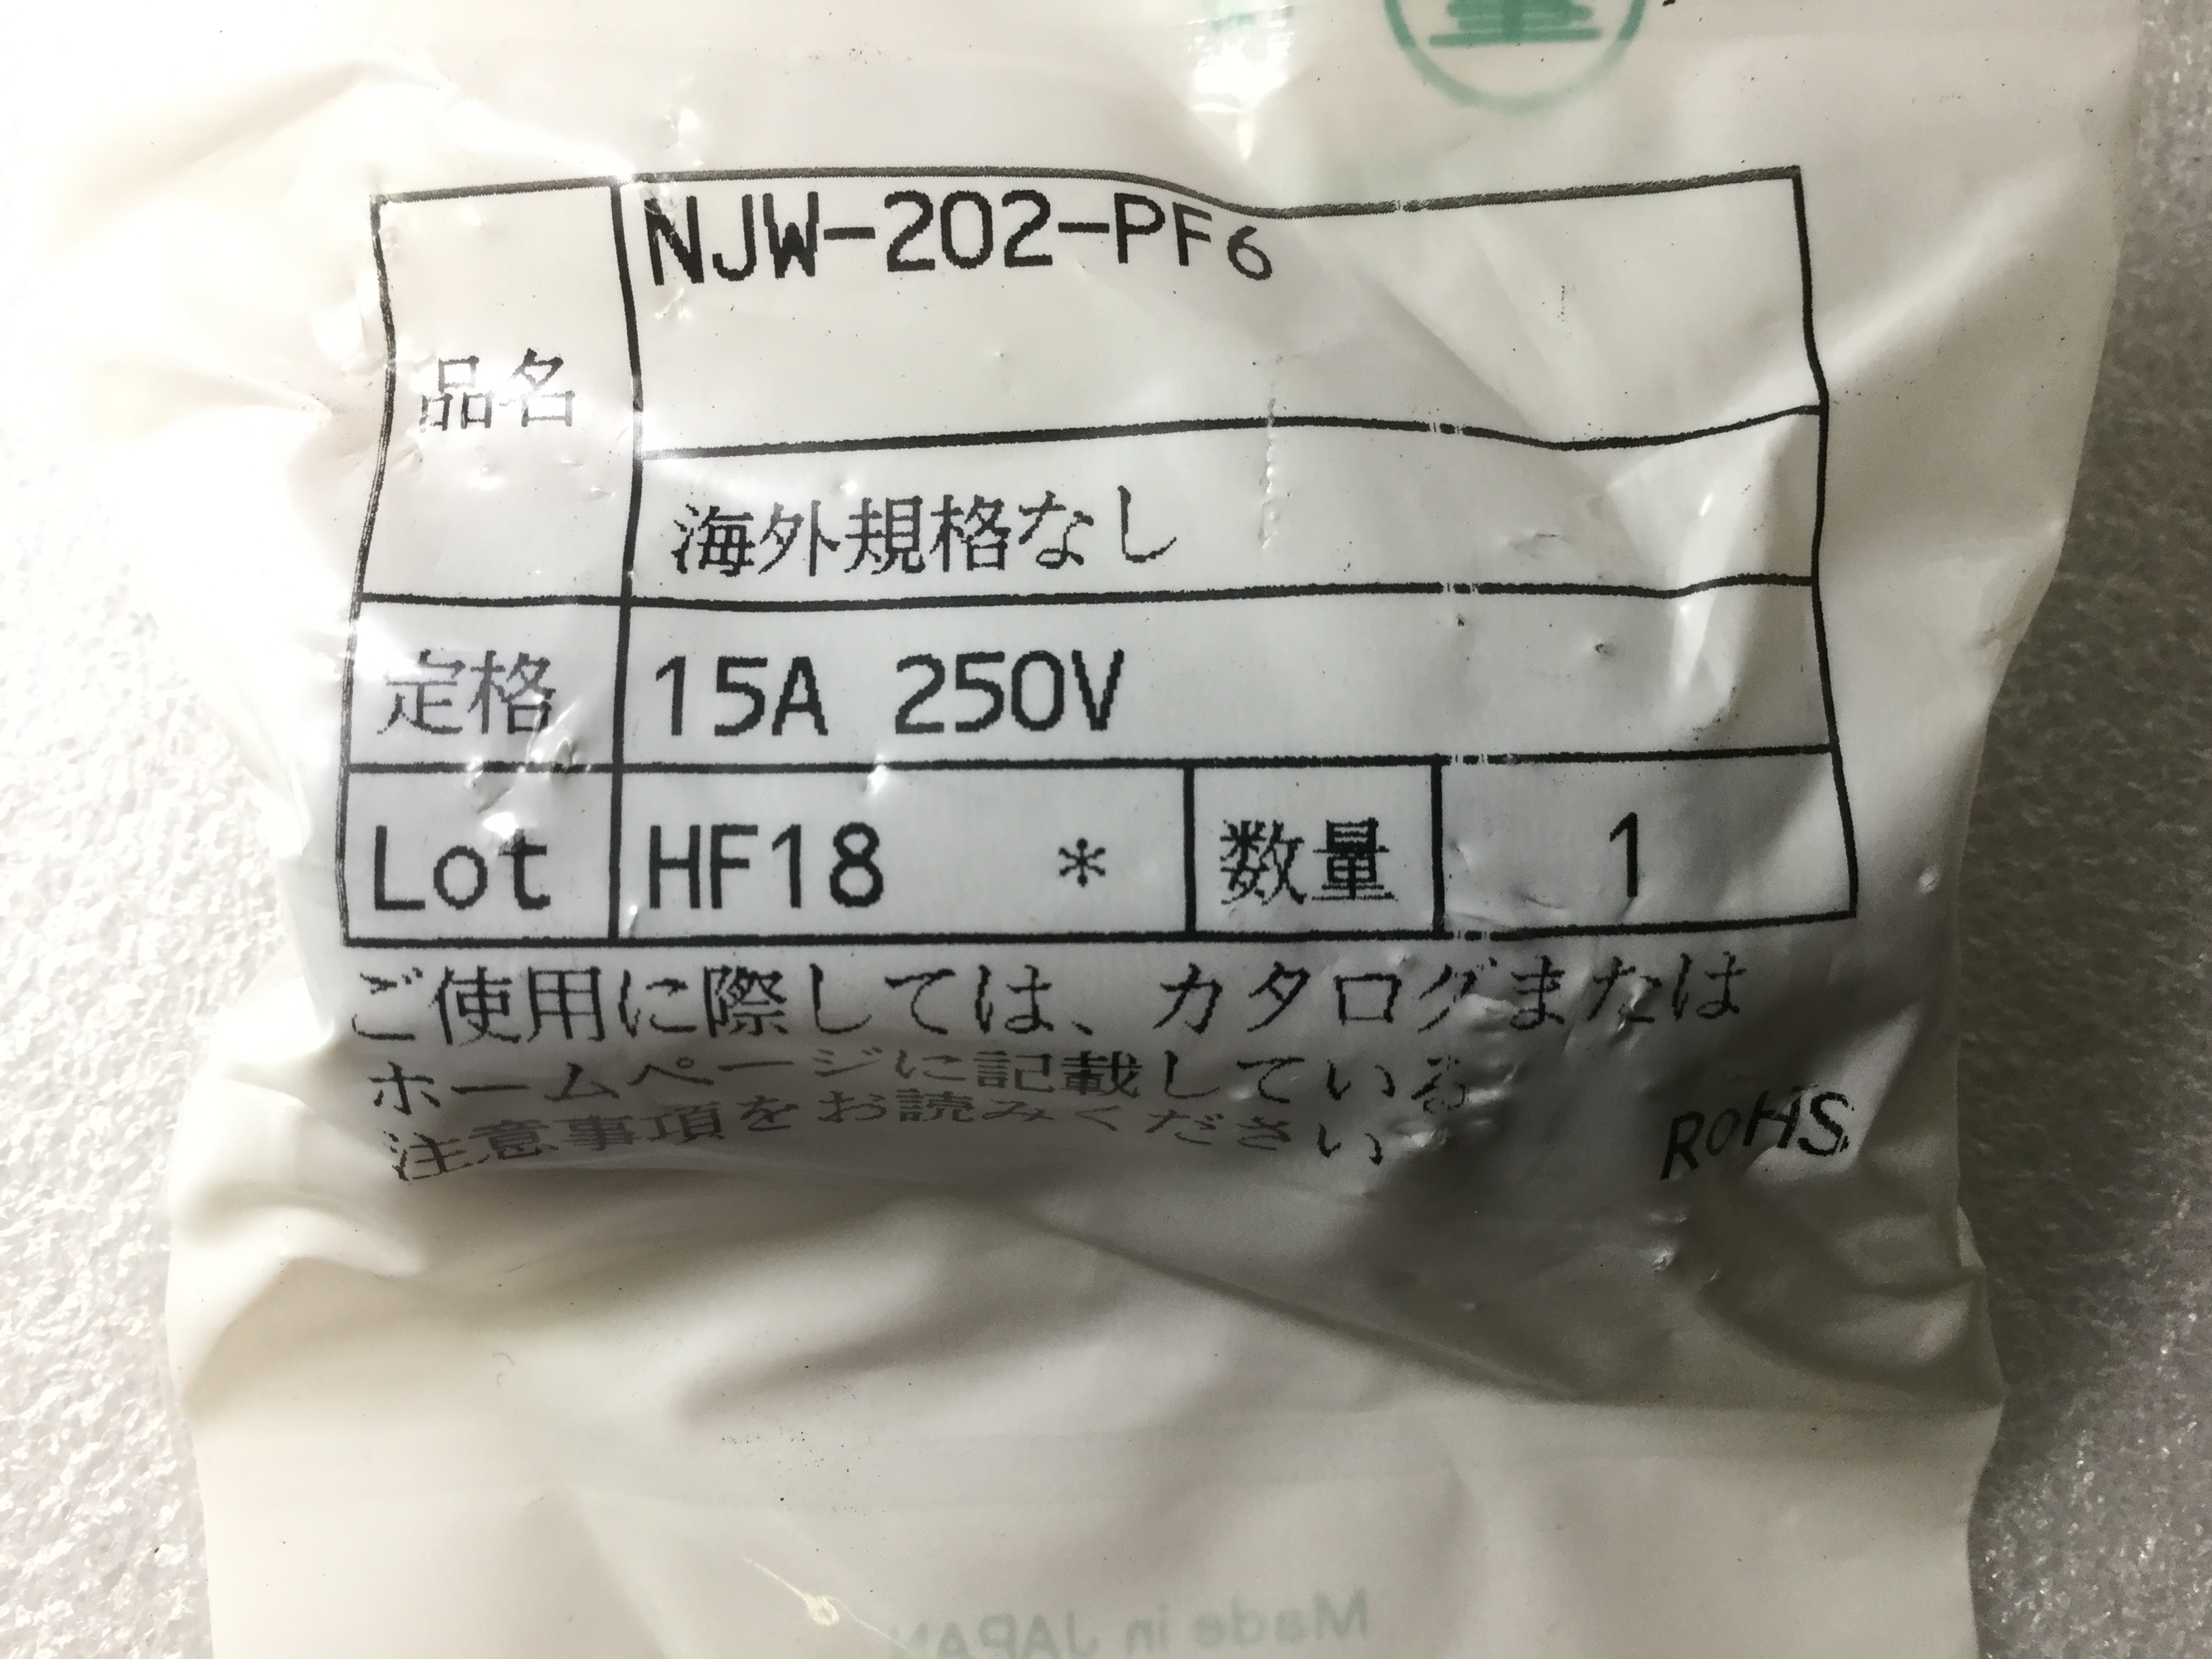 NJW-202-PF6
品名
海外規格なし
定格 15A 250V
Lot HF18 * 数量 1
ご使用に際しては、カタログまたは
ホームページに記載している
注意事項をお読みください
RoHS
Made in JAPAN